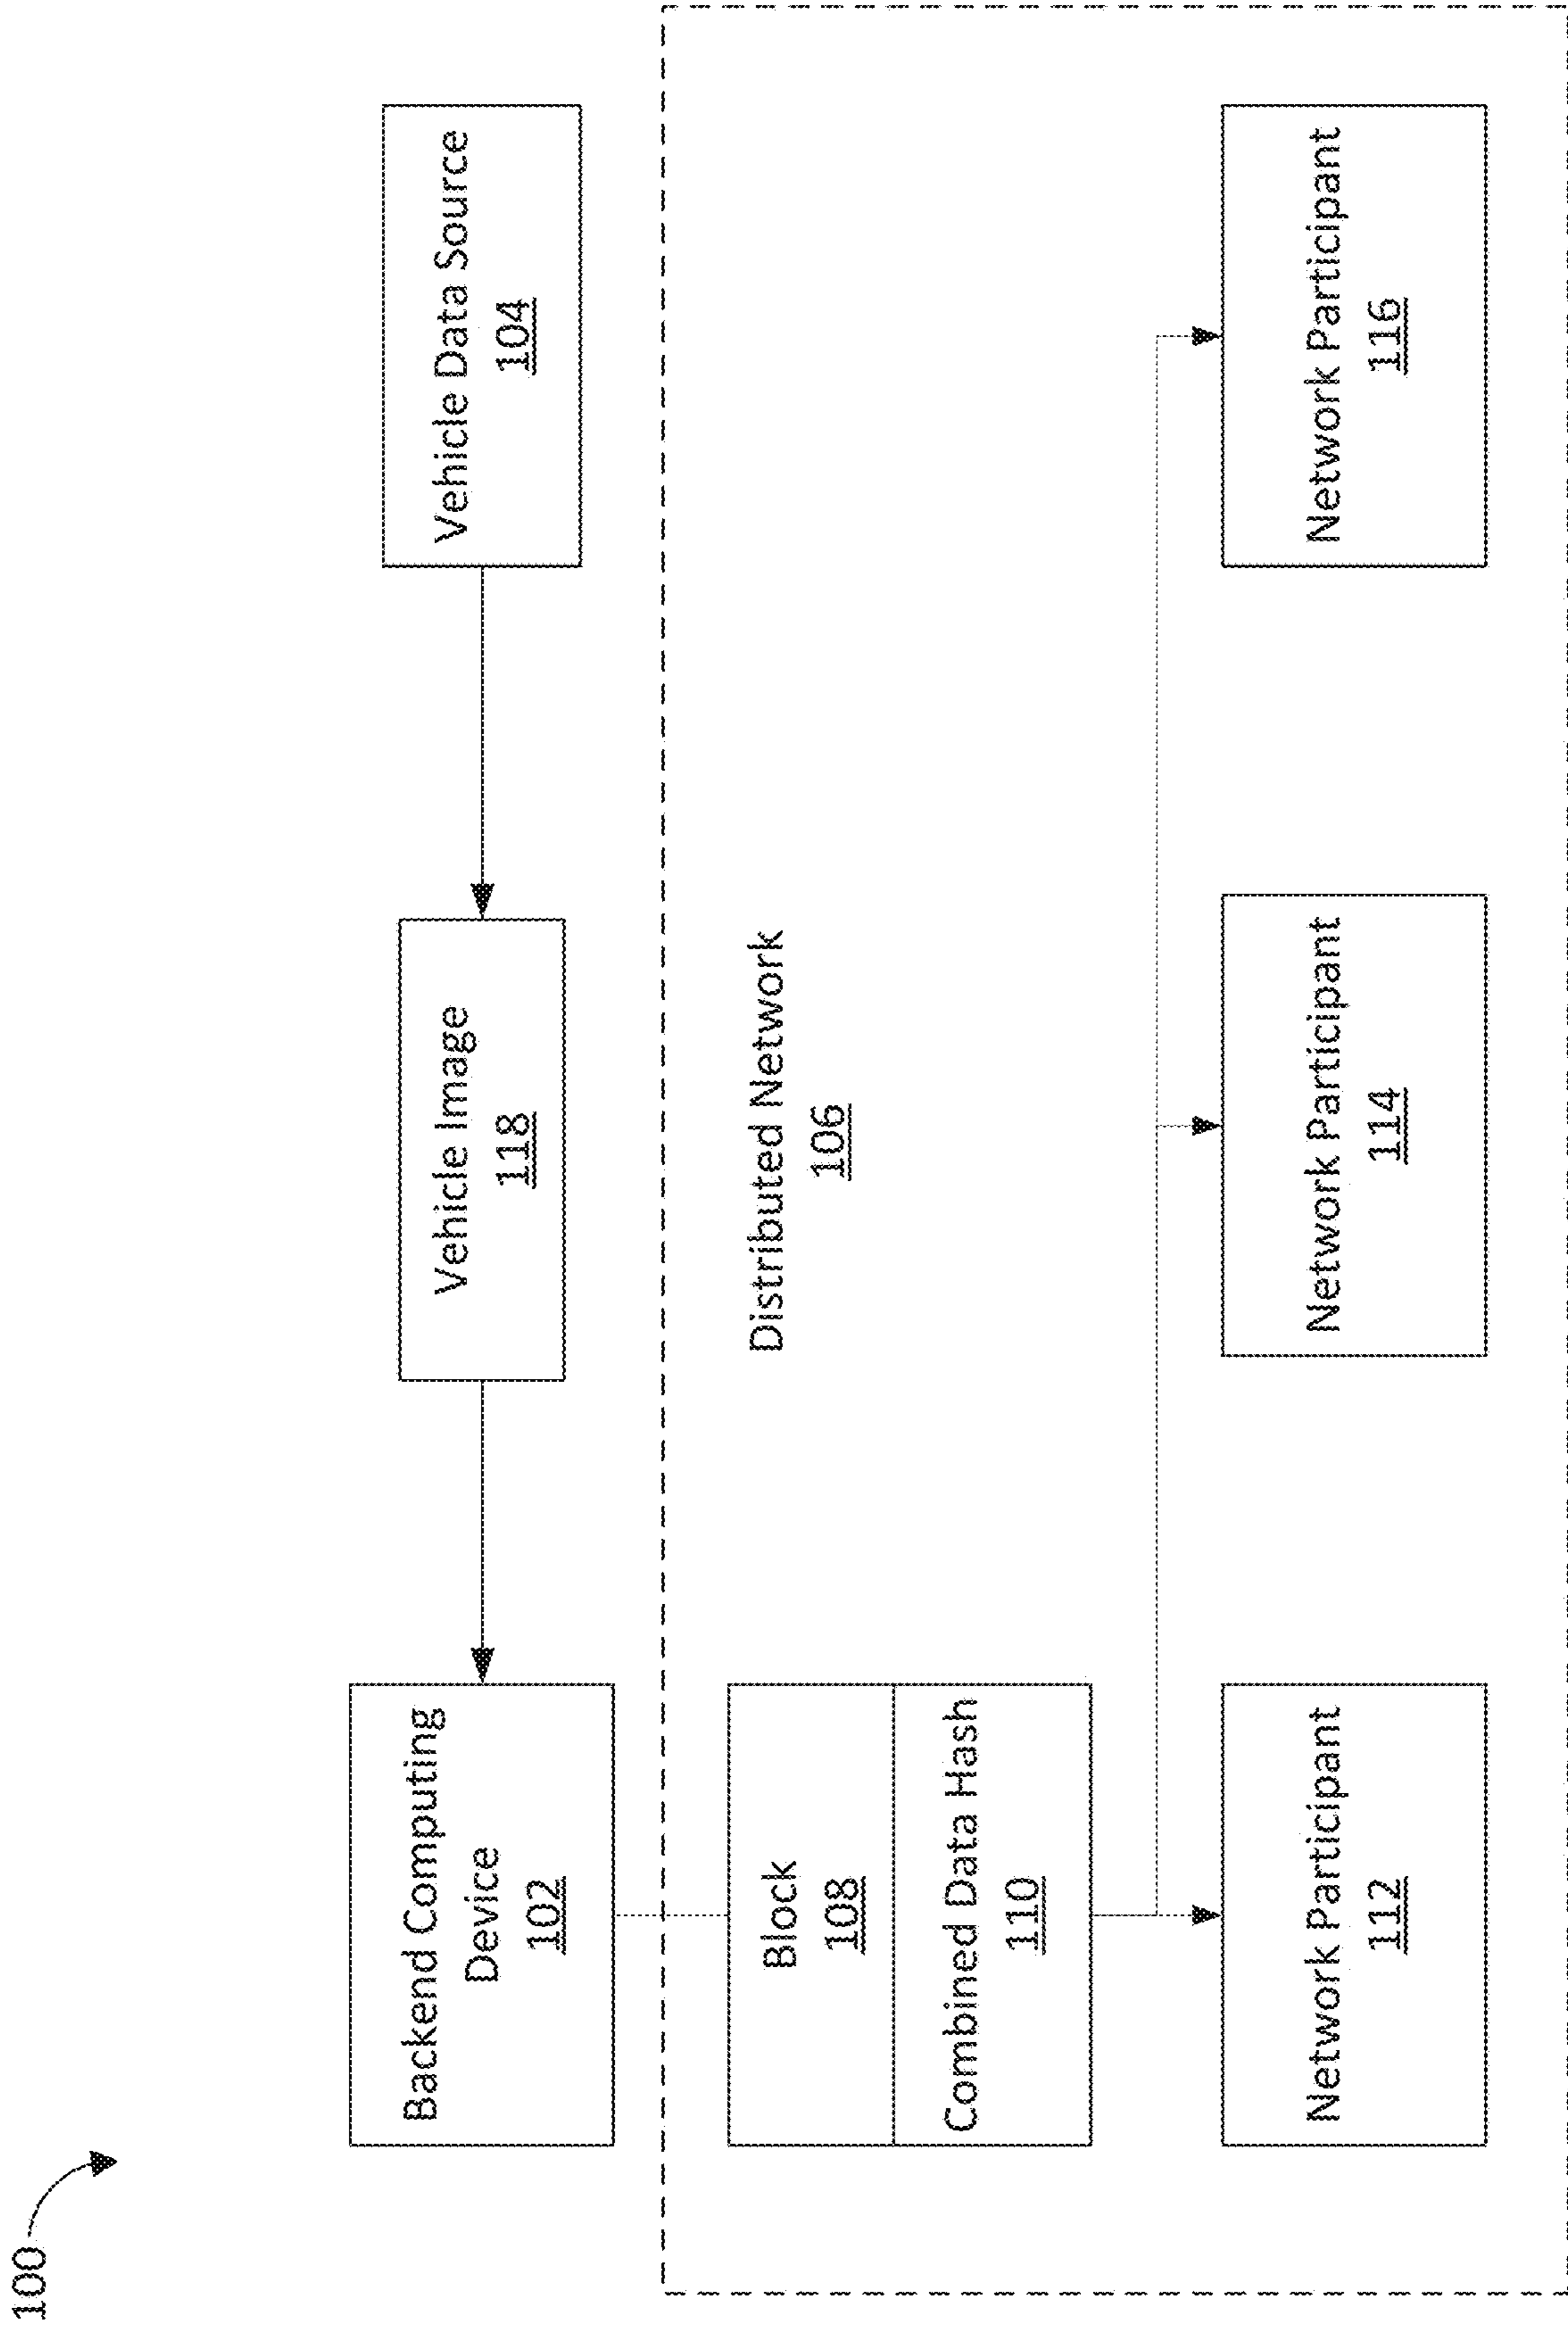 100
Backend Computing
Device
102
Vehicle Image
118
Vehicle Data Source
104
Distributed Network
106
Block
108
Combined Data Hash
110
Network Participant
112
Network Participant
114
Network Participant
116